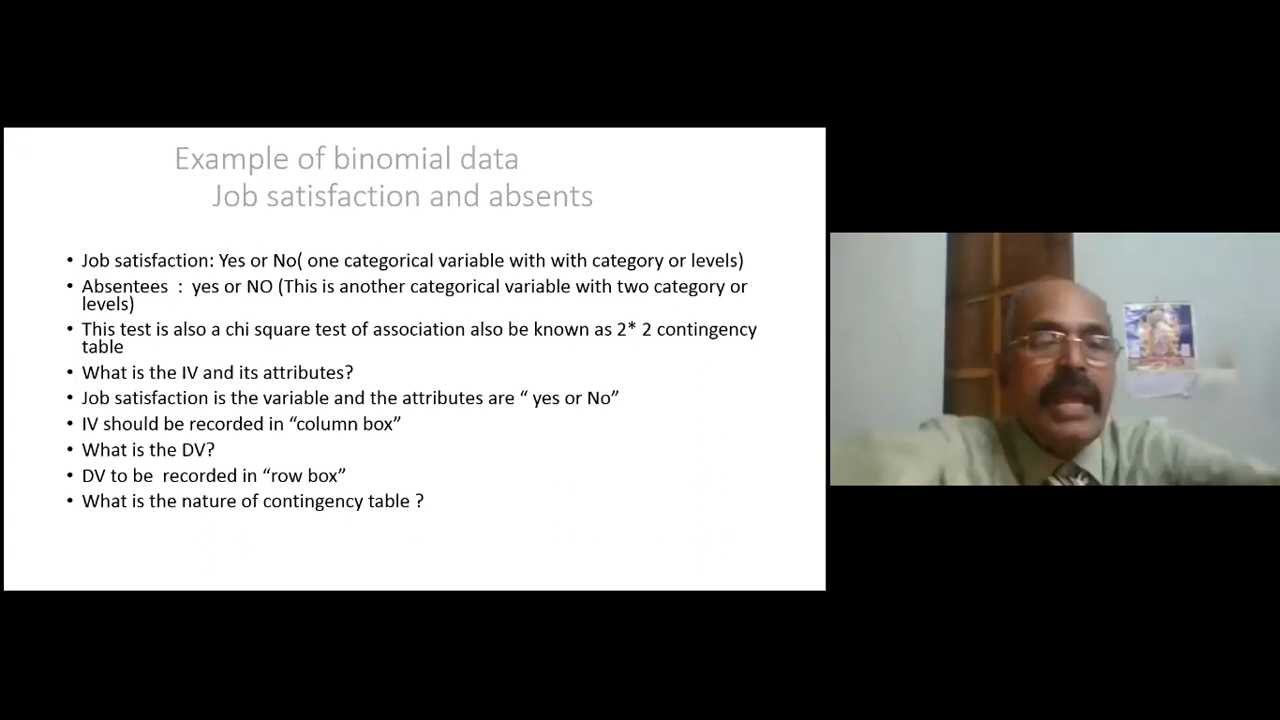 Example of binomial data
Job satisfaction and absents
• Job satisfaction: Yes or No( one categorical variable with with category or levels)
• Absentees : yes or NO (This is another categorical variable with two category or
levels)
• This test is also a chi square test of association also be known as 2* 2 contingency
table
• What is the IV and its attributes?
• Job satisfaction is the variable and the attributes are “ yes or No”
• IV should be recorded in “column box”
• What is the DV?
• DV to be recorded in “row box”
• What is the nature of contingency table ?